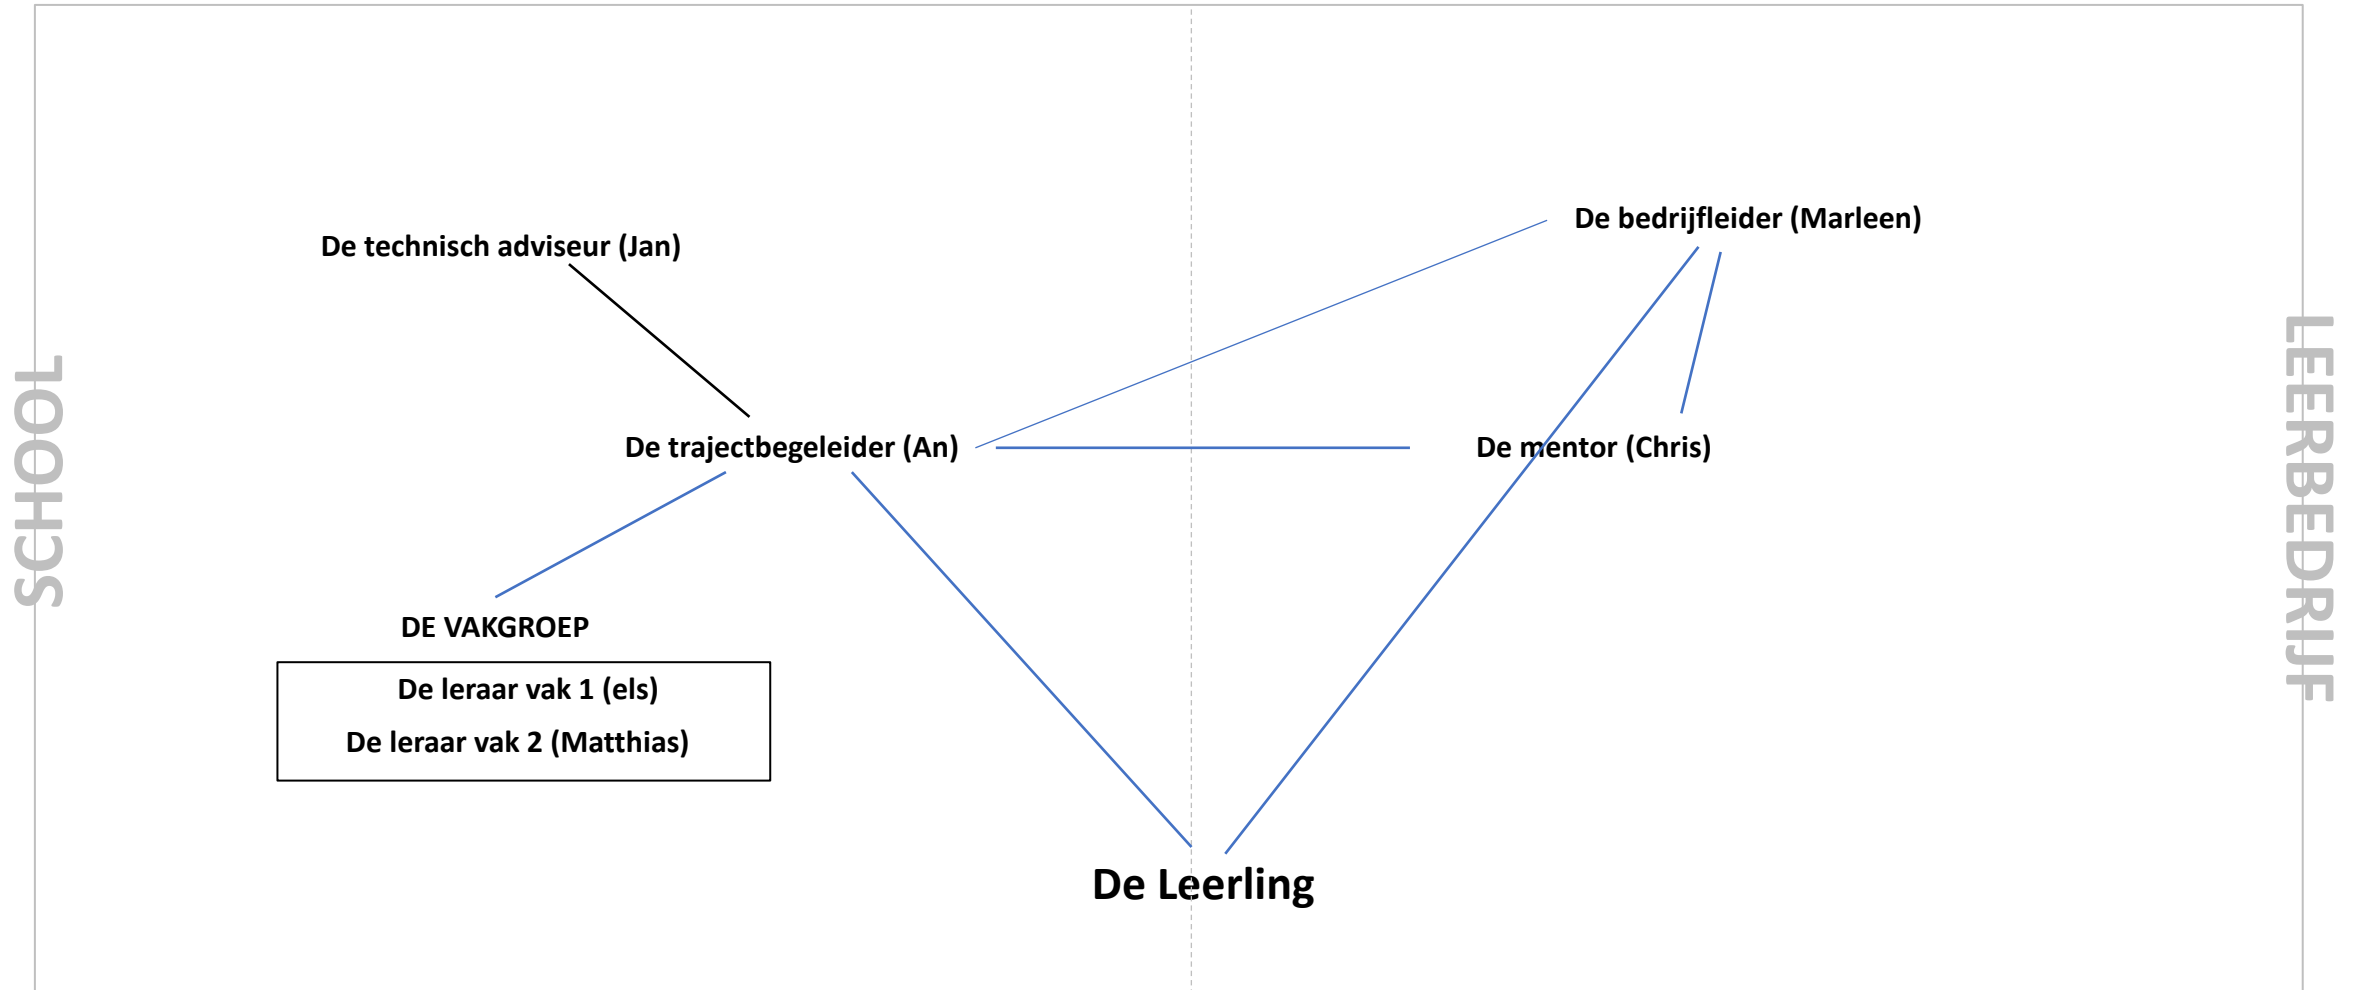 SCHOOL
De technisch adviseur (Jan)
De bedrijfleider (Marleen)
De trajectbegeleider (An)
De mentor (Chris)
DE VAKGROEP
De leraar vak 1 (els)
De leraar vak 2 (Matthias)
De Leerling
LEERBEDRIJF